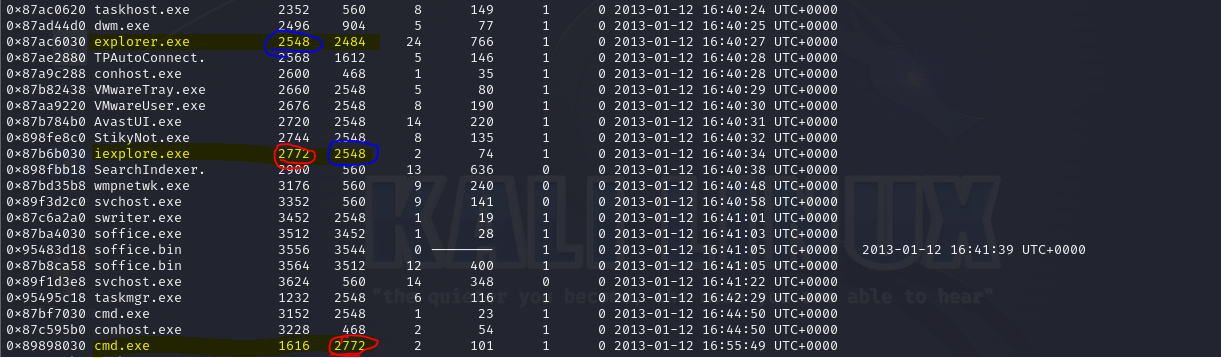 0×87ac0620 taskhost.exe 2352 560 8 149 1 0 2013-01-12 16:40:24 UTC+0000
0×87ad44d0 dwm.exe 2496 904 5 77 1 0 2013-01-12 16:40:25 UTC+0000
0×87ac6030 explorer.exe 2548 2484 24 766 1 0 2013-01-12 16:40:27 UTC+0000
0×87ae2880 TPAutoConnect. 2568 1612 5 146 1 0 2013-01-12 16:40:28 UTC+0000
0×87a9c288 conhost.exe 2600 468 1 35 1 0 2013-01-12 16:40:28 UTC+0000
0×87b82438 VMwareTray.exe 2660 2548 5 80 1 0 2013-01-12 16:40:29 UTC+0000
0×87aa9220 VMwareUser.exe 2676 2548 8 190 1 0 2013-01-12 16:40:30 UTC+0000
0×87b784b0 AvastUI.exe 2720 2548 14 220 1 0 2013-01-12 16:40:31 UTC+0000
0×898fe8c0 StikyNot.exe 2744 2548 8 135 1 0 2013-01-12 16:40:32 UTC+0000
0×87b6b030 iexplore.exe 2772 2548 2 74 1 0 2013-01-12 16:40:34 UTC+0000
0×898fbb18 SearchIndexer. 2900 560 13 636 0 0 2013-01-12 16:40:38 UTC+0000
0×87bd35b8 wmpnetwk.exe 3176 560 9 240 0 0 2013-01-12 16:40:48 UTC+0000
0×89f3d2c0 svchost.exe 3352 560 9 141 0 0 2013-01-12 16:40:58 UTC+0000
0×87c6a2a0 swriter.exe 3452 2548 1 19 1 0 2013-01-12 16:41:01 UTC+0000
0×87ba4030 soffice.exe 3512 3452 1 28 1 0 2013-01-12 16:41:03 UTC+0000
0×95483d18 soffice.bin 3556 3544 0 ──────── 1 0 2013-01-12 16:41:05 UTC+0000 2013-01-12 16:41:39 UTC+0000
0×87b8ca58 soffice.bin 3564 3512 12 400 1 0 2013-01-12 16:41:05 UTC+0000
0×89f1d3e8 svchost.exe 3624 560 14 348 0 0 2013-01-12 16:41:22 UTC+0000
0×95495c18 taskmgr.exe 1232 2548 6 116 1 0 2013-01-12 16:42:29 UTC+0000
0×87bf7030 cmd.exe 3152 2548 1 23 1 0 2013-01-12 16:44:50 UTC+0000
0×87c595b0 conhost.exe 3228 468 2 54 1 0 2013-01-12 16:44:50 UTC+0000
0×89898030 cmd.exe 1616 2772 2 101 1 0 2013-01-12 16:55:49 UTC+0000